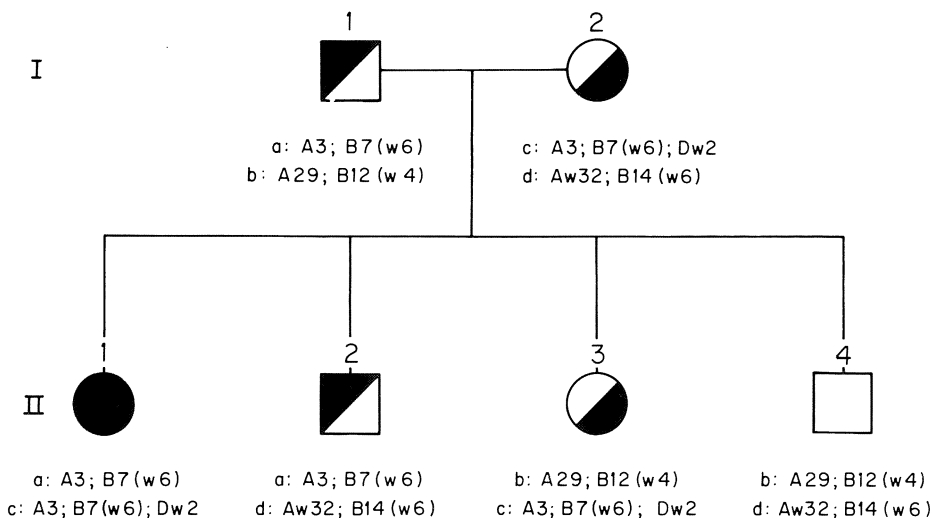 1 2
I
a: A3; B7(w6) c: A3; B7(w6); Dw2
b: A29; B12(w4) d: Aw32; B14(w6)
1 2 3 4
II
a: A3; B7(w6) a: A3; B7(w6) b: A29; B12(w4) b: A29; B12(w4)
c: A3; B7(w6); Dw2 d: Aw32; B14(w6) c: A3; B7(w6); Dw2 d: Aw32; B14(w6)